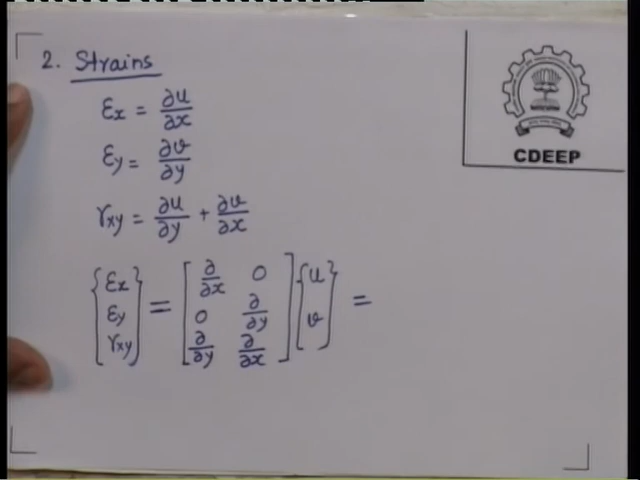 2. Strains
εx = ∂u/∂x
εy = ∂v/∂y
γxy = ∂u/∂y + ∂v/∂x
{εx εy γxy} = [∂/∂x 0; 0 ∂/∂y; ∂/∂y ∂/∂x] {u v} =
CDEEP